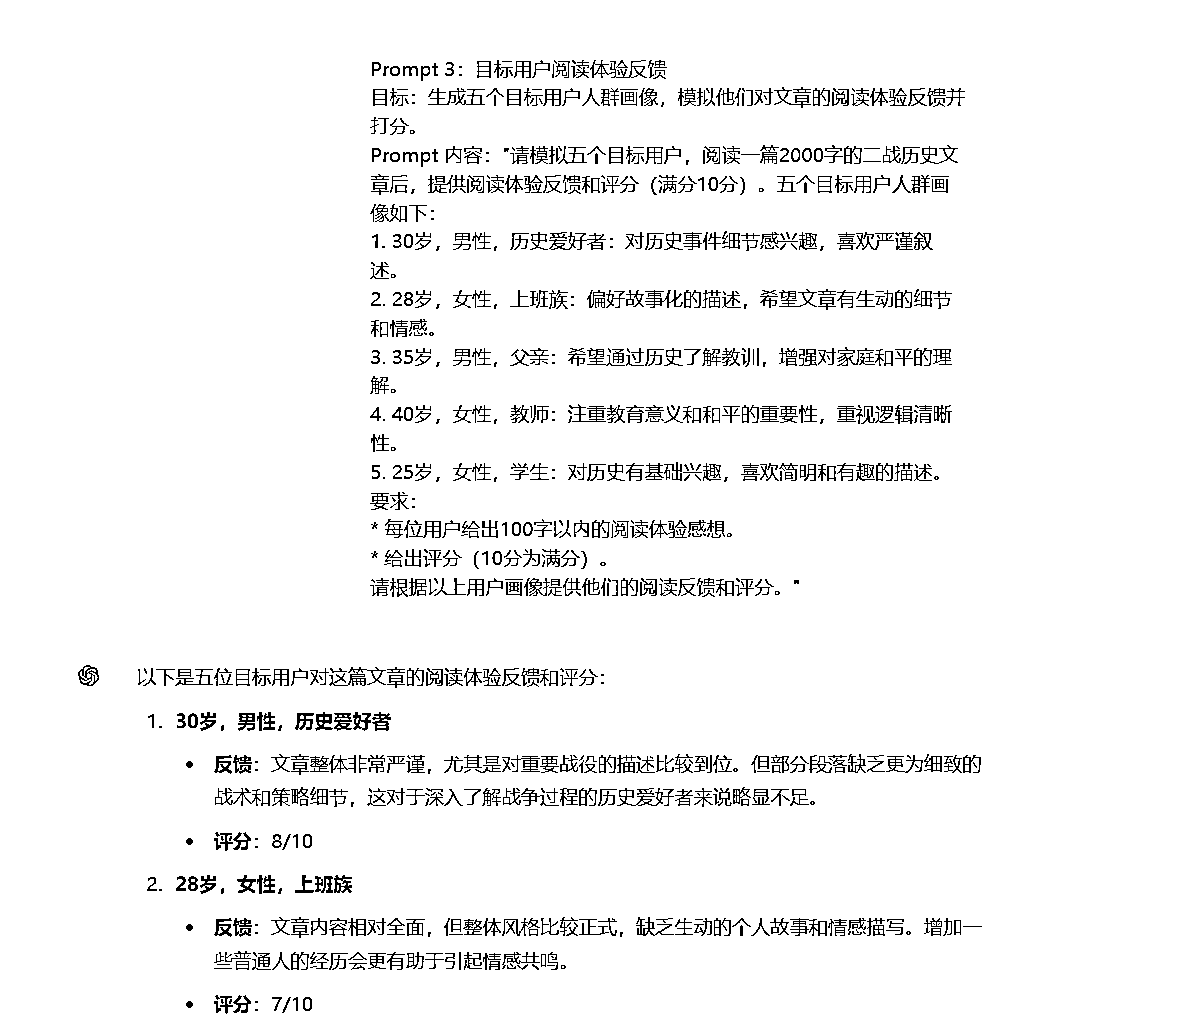 Prompt 3：目标用户阅读体验反馈
目标：生成五个目标用户人群画像，模拟他们对文章的阅读体验反馈并
打分。
Prompt 内容："请模拟五个目标用户，阅读一篇2000字的二战历史文
章后，提供阅读体验反馈和评分（满分10分）。五个目标用户人群画
像如下：
1. 30岁，男性，历史爱好者：对历史事件细节感兴趣，喜欢严谨叙
述。
2. 28岁，女性，上班族：偏好故事化的描述，希望文章有生动的细节
和情感。
3. 35岁，男性，父亲：希望通过历史了解教训，增强对家庭和平的理
解。
4. 40岁，女性，教师：注重教育意义和和平的重要性，重视逻辑清晰
性。
5. 25岁，女性，学生：对历史有基础兴趣，喜欢简明和有趣的描述。
要求：
* 每位用户给出100字以内的阅读体验感想。
* 给出评分（10分为满分）。
请根据以上用户画像提供他们的阅读反馈和评分。"
以下是五位目标用户对这篇文章的阅读体验反馈和评分：
1. 30岁，男性，历史爱好者
• 反馈：文章整体非常严谨，尤其是对重要战役的描述比较到位。但部分段落缺乏更为细致的
战术和策略细节，这对于深入了解战争过程的历史爱好者来说略显不足。
• 评分：8/10
2. 28岁，女性，上班族
• 反馈：文章内容相对全面，但整体风格比较正式，缺乏生动的个人故事和情感描写。增加一
些普通人的经历会更有助于引起情感共鸣。
• 评分：7/10